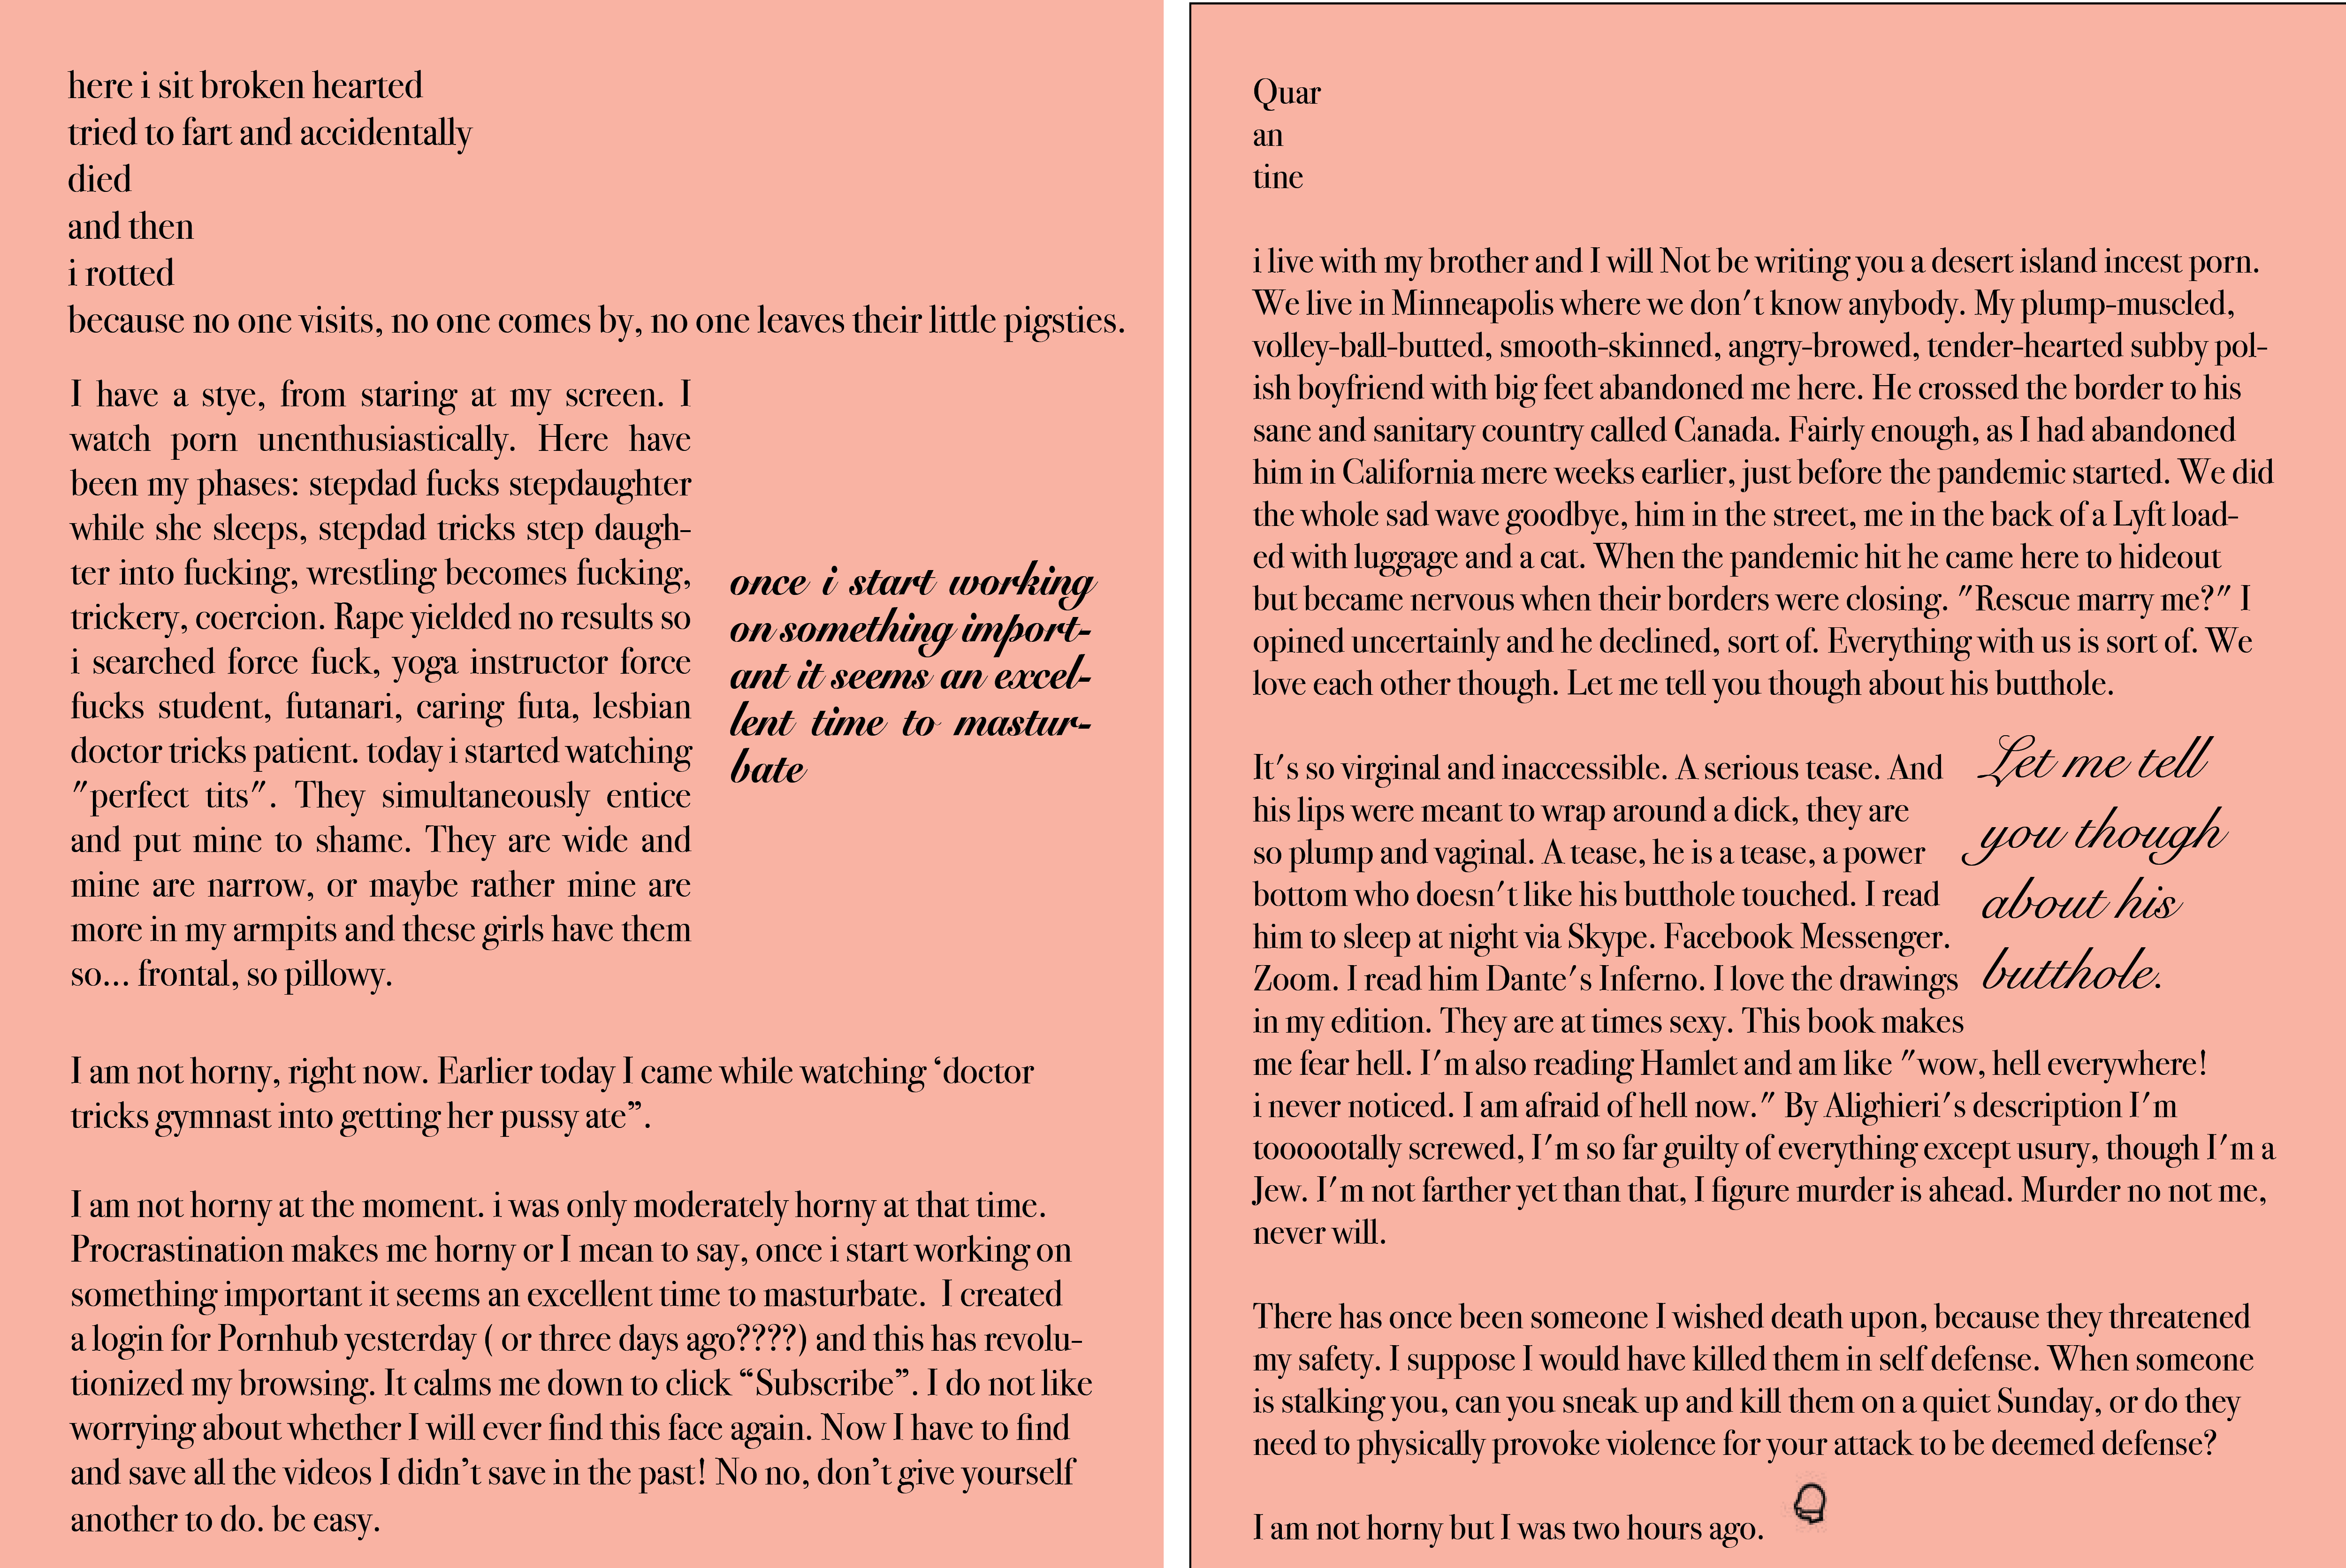 here i sit broken hearted
tried to fart and accidentally
died
and then
i rotted
because no one visits, no one comes by, no one leaves their little pigsties.
I have a stye, from staring at my screen. I
watch porn unenthusiastically. Here have
been my phases: stepdad fucks stepdaughter
while she sleeps, stepdad tricks step daugh-
ter into fucking, wrestling becomes fucking,
trickery, coercion. Rape yielded no results so
i searched force fuck, yoga instructor force
fucks student, futanari, caring futa, lesbian
doctor tricks patient. today i started watching
"perfect tits". They simultaneously entice
and put mine to shame. They are wide and
mine are narrow, or maybe rather mine are
more in my armpits and these girls have them
so... frontal, so pillowy.
once i start working
on something import-
ant it seems an excel-
lent time to mastur-
bate
I am not horny, right now. Earlier today I came while watching ‘doctor
tricks gymnast into getting her pussy ate”.
I am not horny at the moment. i was only moderately horny at that time.
Procrastination makes me horny or I mean to say, once i start working on
something important it seems an excellent time to masturbate.  I created
a login for Pornhub yesterday ( or three days ago????) and this has revolu-
tionized my browsing. It calms me down to click “Subscribe”. I do not like
worrying about whether I will ever find this face again. Now I have to find
and save all the videos I didn’t save in the past! No no, don’t give yourself
another to do. be easy.
Quar
an
tine
i live with my brother and I will Not be writing you a desert island incest porn.
We live in Minneapolis where we don't know anybody. My plump-muscled,
volley-ball-butted, smooth-skinned, angry-browed, tender-hearted subby pol-
ish boyfriend with big feet abandoned me here. He crossed the border to his
sane and sanitary country called Canada. Fairly enough, as I had abandoned
him in California mere weeks earlier, just before the pandemic started. We did
the whole sad wave goodbye, him in the street, me in the back of a Lyft load-
ed with luggage and a cat. When the pandemic hit he came here to hideout
but became nervous when their borders were closing. "Rescue marry me?" I
opined uncertainly and he declined, sort of. Everything with us is sort of. We
love each other though. Let me tell you though about his butthole.
It's so virginal and inaccessible. A serious tease. And
his lips were meant to wrap around a dick, they are
so plump and vaginal. A tease, he is a tease, a power
bottom who doesn't like his butthole touched. I read
him to sleep at night via Skype. Facebook Messenger.
Zoom. I read him Dante's Inferno. I love the drawings
in my edition. They are at times sexy. This book makes
me fear hell. I'm also reading Hamlet and am like "wow, hell everywhere!
i never noticed. I am afraid of hell now." By Alighieri's description I'm
toooootally screwed, I'm so far guilty of everything except usury, though I'm a
Jew. I'm not farther yet than that, I figure murder is ahead. Murder no not me,
never will.
Let me tell
you though
about his
butthole.
There has once been someone I wished death upon, because they threatened
my safety. I suppose I would have killed them in self defense. When someone
is stalking you, can you sneak up and kill them on a quiet Sunday, or do they
need to physically provoke violence for your attack to be deemed defense?
I am not horny but I was two hours ago.